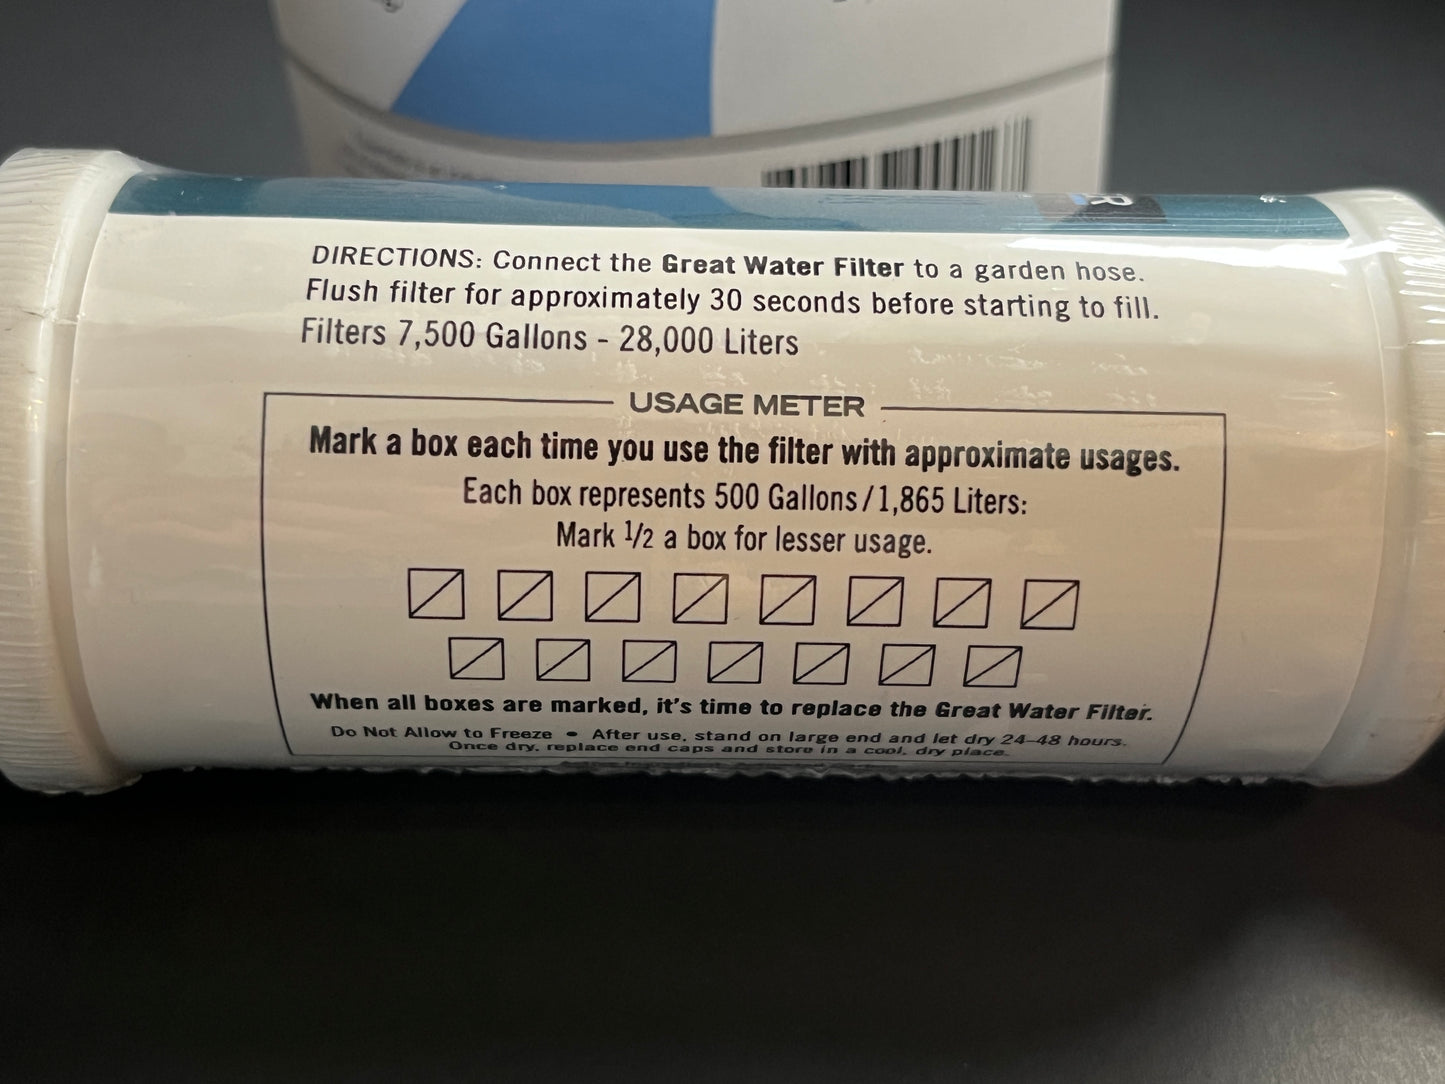 R
DIRECTIONS: Connect the Great Water Filter to a garden hose.
Flush filter for approximately 30 seconds before starting to fill.
Filters 7,500 Gallons - 28,000 Liters
USAGE METER
Mark a box each time you use the filter with approximate usages.
Each box represents 500 Gallons/1,865 Liters:
Mark 1/2 a box for lesser usage.
When all boxes are marked, it's time to replace the Great Water Filter.
Do Not Allow to Freeze • After use, stand on large end and let dry 24–48 hours.
Once dry, replace end caps and store in a cool, dry place.